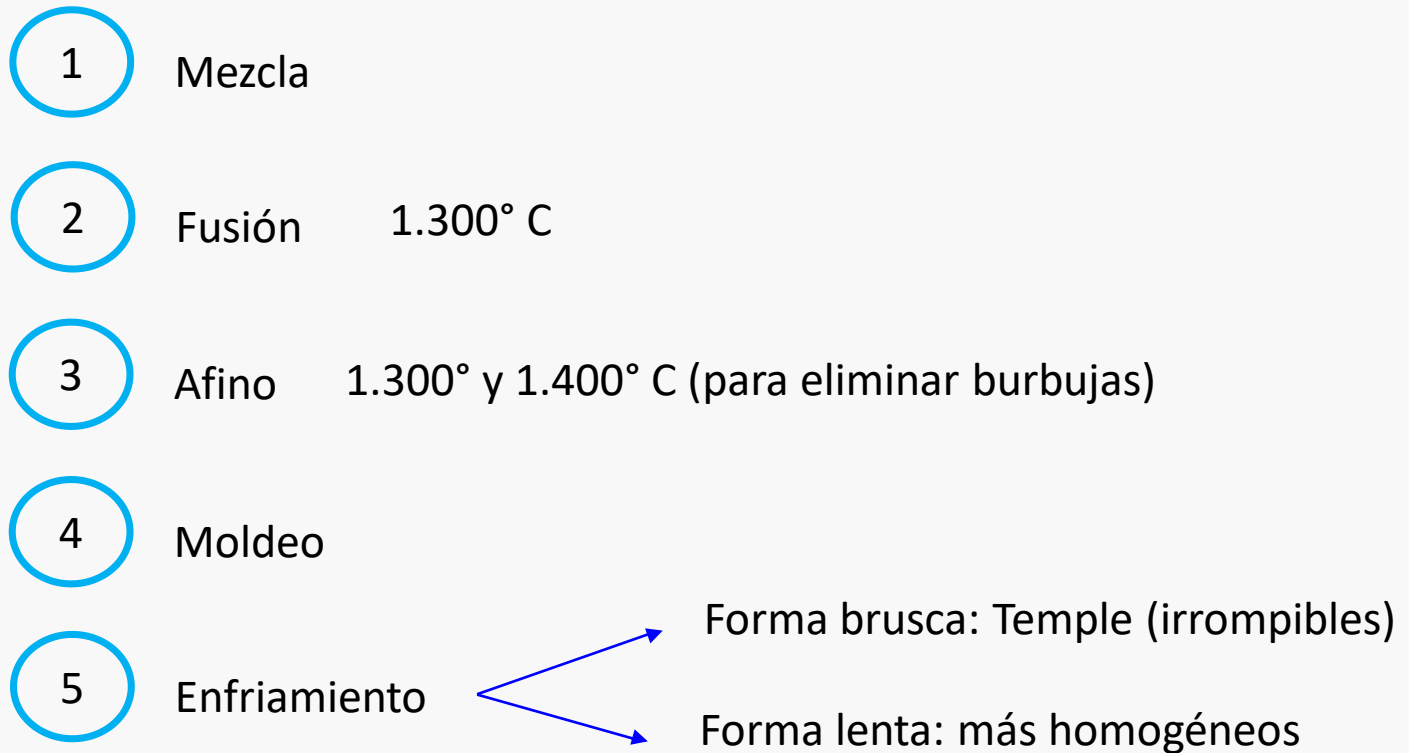 1 Mezcla
2 Fusión 1.300° C
3 Afino 1.300° y 1.400° C (para eliminar burbujas)
4 Moldeo
5 Enfriamiento
Forma brusca: Temple (irrompibles)
Forma lenta: más homogéneos